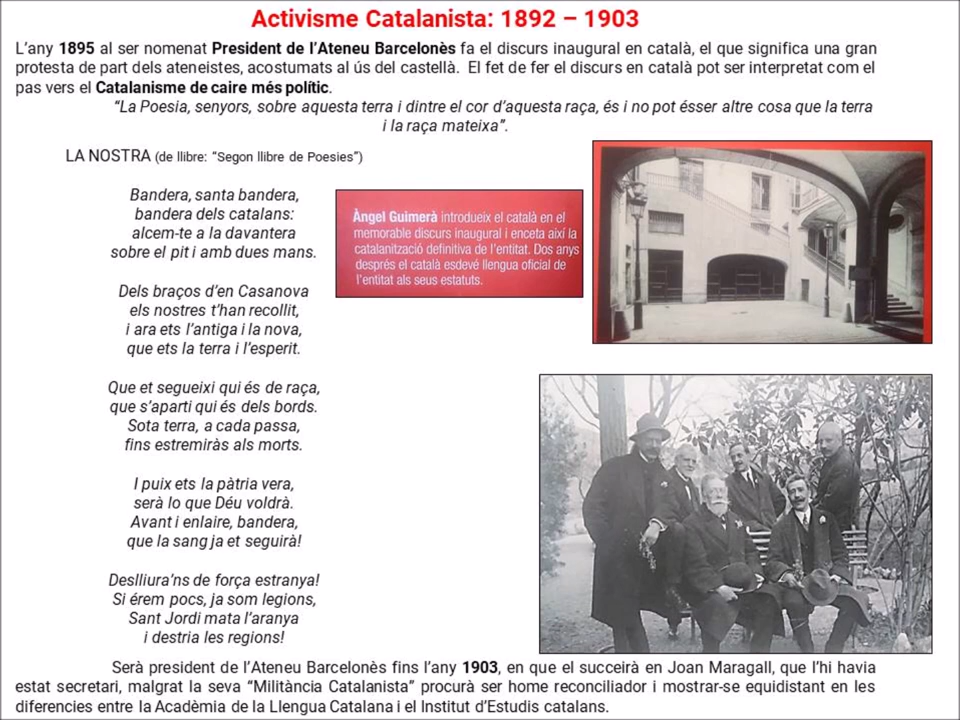 Activisme Catalanista: 1892 – 1903
L’any 1895 al ser nomenat President de l’Ateneu Barcelonès fa el discurs inaugural en català, el que significa una gran
protesta de part dels ateneistes, acostumats al ús del castellà. El fet de fer el discurs en català pot ser interpretat com el
pas vers el Catalanisme de caire més polític.
“La Poesia, senyors, sobre aquesta terra i dintre el cor d’aquesta raça, és i no pot ésser altre cosa que la terra
i la raça mateixa”.
LA NOSTRA (de llibre: “Segon llibre de Poesies”)
Bandera, santa bandera,
bandera dels catalans:
alcem-te a la davantera
sobre el pit i amb dues mans.
Dels braços d’en Casanova
els nostres t’han recollit,
i ara ets l’antiga i la nova,
que ets la terra i l’esperit.
Que et segueixi qui és de raça,
que s’aparti qui és dels bords.
Sota terra, a cada passa,
fins estremiràs als morts.
I puix ets la pàtria vera,
serà lo que Déu voldrà.
Avant i enlaire, bandera,
que la sang ja et seguirà!
Deslliura’ns de força estranya!
Si érem pocs, ja som legions,
Sant Jordi mata l’aranya
i destria les regions!
Àngel Guimerà introdueix el català en el
memorable discurs inaugural i enceta així la
catalanització definitiva de l’entitat. Dos anys
després el català esdevé llengua oficial de
l’entitat als seus estatuts.
Serà president de l’Ateneu Barcelonès fins l’any 1903, en que el succeirà en Joan Maragall, que l’hi havia
estat secretari, malgrat la seva “Militància Catalanista” procurà ser home reconciliador i mostrar-se equidistant en les
diferencies entre la Acadèmia de la Llengua Catalana i el Institut d’Estudis catalans.